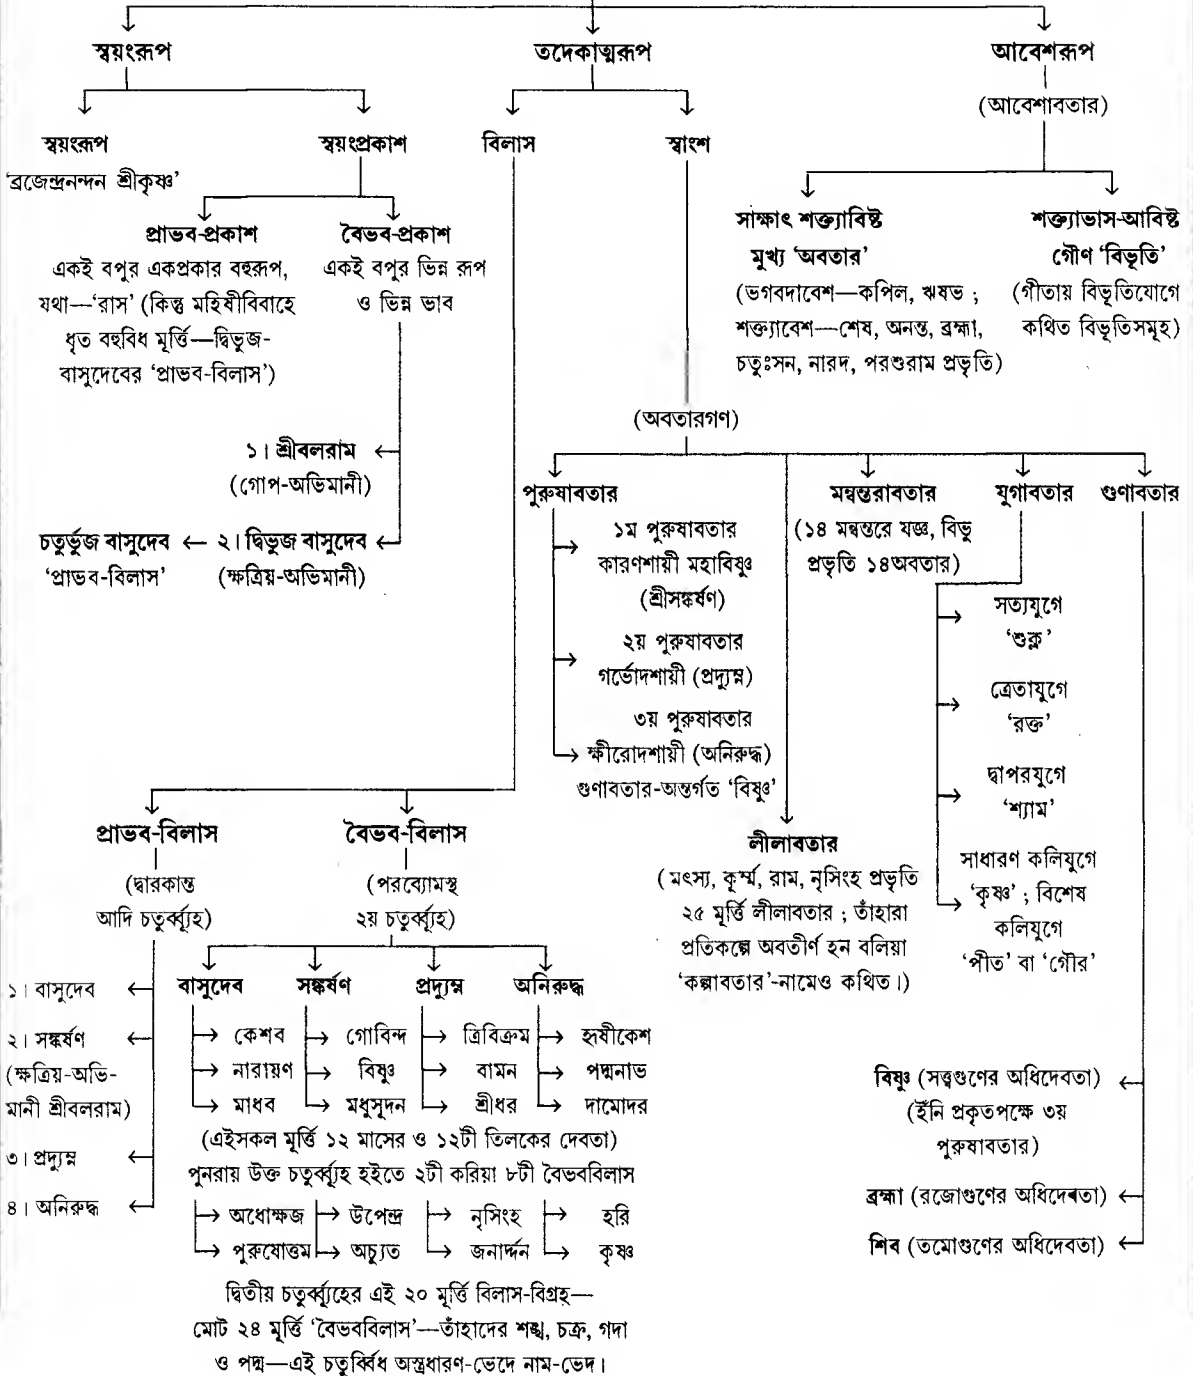 স্বয়ংরূপ
তদেকাত্মরূপ
আবেশরূপ
(আবেশাবতার)
স্বয়ংরূপ
স্বয়ংপ্রকাশ
বিলাস
স্বাংশ
'ব্রজেন্দ্রনন্দন শ্রীকৃষ্ণ'
প্রাভব-প্রকাশ
একই বপুর একপ্রকার বহুরূপ,
যথা—'রাস' (কিন্তু মহিষীবিবাহে
ধৃত বহুবিধ মূর্ত্তি—দ্বিভুজ-
বাসুদেবের 'প্রাভব-বিলাস')
বৈভব-প্রকাশ
একই বপুর ভিন্ন রূপ
ও ভিন্ন ভাব
সাক্ষাৎ শক্ত্যাবিষ্ট
মুখ্য 'অবতার'
(ভগবদাবেশ—কপিল, ঋষভ ;
শক্ত্যাবেশ—শেষ, অনন্ত, ব্রহ্মা,
চতুঃসন, নারদ, পরশুরাম প্রভৃতি)
শক্ত্যাভাস-আবিষ্ট
গৌণ 'বিভূতি'
(গীতায় বিভূতিযোগে
কথিত বিভূতিসমূহ)
১। শ্রীবলরাম
(গোপ-অভিমানী)
চতুর্ভুজ বাসুদেব ← ২। দ্বিভুজ বাসুদেব
'প্রাভব-বিলাস' (ক্ষত্রিয়-অভিমানী)
(অবতারগণ)
পুরুষাবতার
মন্বন্তরাবতার
যুগাবতার
গুণাবতার
১ম পুরুষাবতার
কারণশায়ী মহাবিষ্ণু
(শ্রীসঙ্কর্ষণ)
২য় পুরুষাবতার
গর্ভোদশায়ী (প্রদ্যুম্ন)
৩য় পুরুষাবতার
ক্ষীরোদশায়ী (অনিরুদ্ধ)
গুণাবতার-অন্তর্গত 'বিষ্ণু'
(১৪ মন্বন্তরে যজ্ঞ, বিভু
প্রভৃতি ১৪অবতার)
সত্যযুগে
'শুক্ল'
ত্রেতাযুগে
'রক্ত'
দ্বাপরযুগে
'শ্যাম'
সাধারণ কলিযুগে
'কৃষ্ণ' ; বিশেষ
কলিযুগে
'পীত' বা 'গৌর'
লীলাবতার
(মৎস্য, কূর্ম্ম, রাম, নৃসিংহ প্রভৃতি
২৫ মূর্ত্তি লীলাবতার ; তাঁহারা
প্রতিকল্পে অবতীর্ণ হন বলিয়া
'কল্পাবতার'-নামেও কথিত।)
প্রাভব-বিলাস
(দ্বারকান্ত
আদি চতুর্ব্ব্যূহ)
বৈভব-বিলাস
(পরব্যোমস্থ
২য় চতুর্ব্ব্যূহ)
১। বাসুদেব
২। সঙ্কর্ষণ
(ক্ষত্রিয়-অভি-
মানী শ্রীবলরাম)
৩। প্রদ্যুম্ন
৪। অনিরুদ্ধ
বাসুদেব সঙ্কর্ষণ প্রদ্যুম্ন অনিরুদ্ধ
কেশব গোবিন্দ ত্রিবিক্রম হৃষীকেশ
নারায়ণ বিষ্ণু বামন পদ্মনাভ
মাধব মধুসূদন শ্রীধর দামোদর
(এইসকল মূর্ত্তি ১২ মাসের ও ১২টী তিলকের দেবতা)
পুনরায় উক্ত চতুর্ব্ব্যূহ হইতে ২টী করিয়া ৮টী বৈভববিলাস
অধোক্ষজ উপেন্দ্র নৃসিংহ হরি
পুরুষোত্তম অচ্যুত জনার্দ্দন কৃষ্ণ
দ্বিতীয় চতুর্ব্ব্যূহের এই ২০ মূর্ত্তি বিলাস-বিগ্রহ—
মোট ২৪ মূর্ত্তি 'বৈভববিলাস'—তাঁহাদের শঙ্খ, চক্র, গদা
ও পদ্ম—এই চতুর্ব্বিধ অস্ত্রধারণ-ভেদে নাম-ভেদ।
বিষ্ণু (সত্ত্বগুণের অধিদেবতা)
(ইঁনি প্রকৃতপক্ষে ৩য়
পুরুষাবতার)
ব্রহ্মা (রজোগুণের অধিদেবতা)
শিব (তমোগুণের অধিদেবতা)